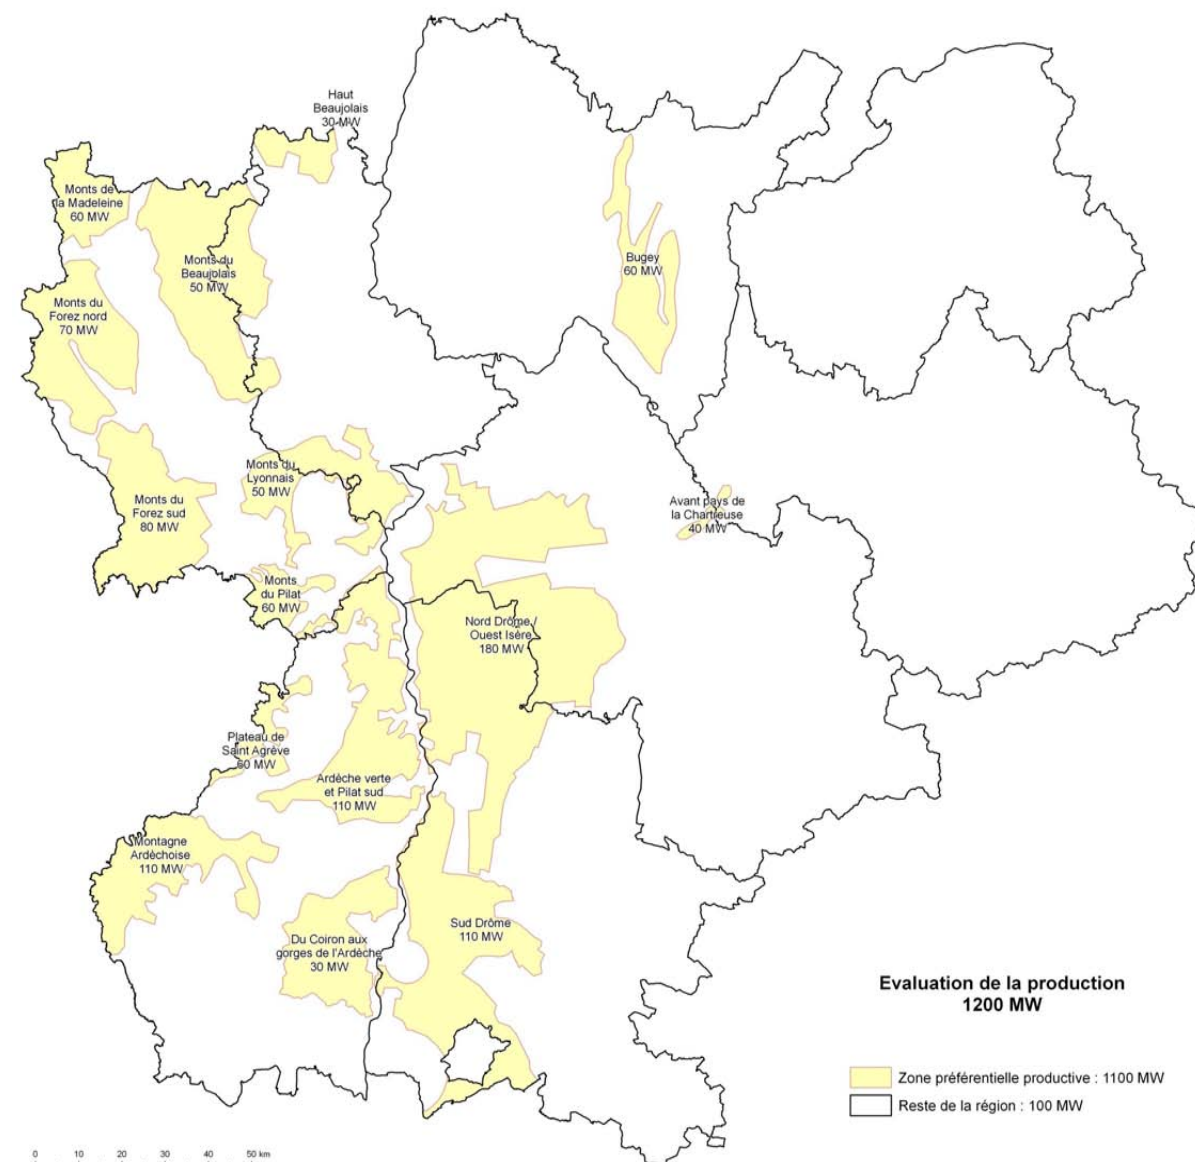 Haut
Beaujolais
30 MW
Monts de
la Madeleine
60 MW
Monts du
Beaujolais
50 MW
Bugey
60 MW
Monts du
Forez nord
70 MW
Monts du
Lyonnais
50 MW
Monts du
Forez sud
80 MW
Avant pays de
la Chartreuse
40 MW
Monts
du Pilat
60 MW
Nord Drôme /
Ouest Isère
180 MW
Plateau de
Saint Agrève
60 MW
Ardèche verte
et Pilat sud
110 MW
Montagne
Ardèchoise
110 MW
Sud Drôme
110 MW
Du Coiron aux
gorges de l'Ardèche
30 MW
Evaluation de la production
1200 MW
Zone préférentielle productive : 1100 MW
Reste de la région : 100 MW
0 10 20 30 40 50 km